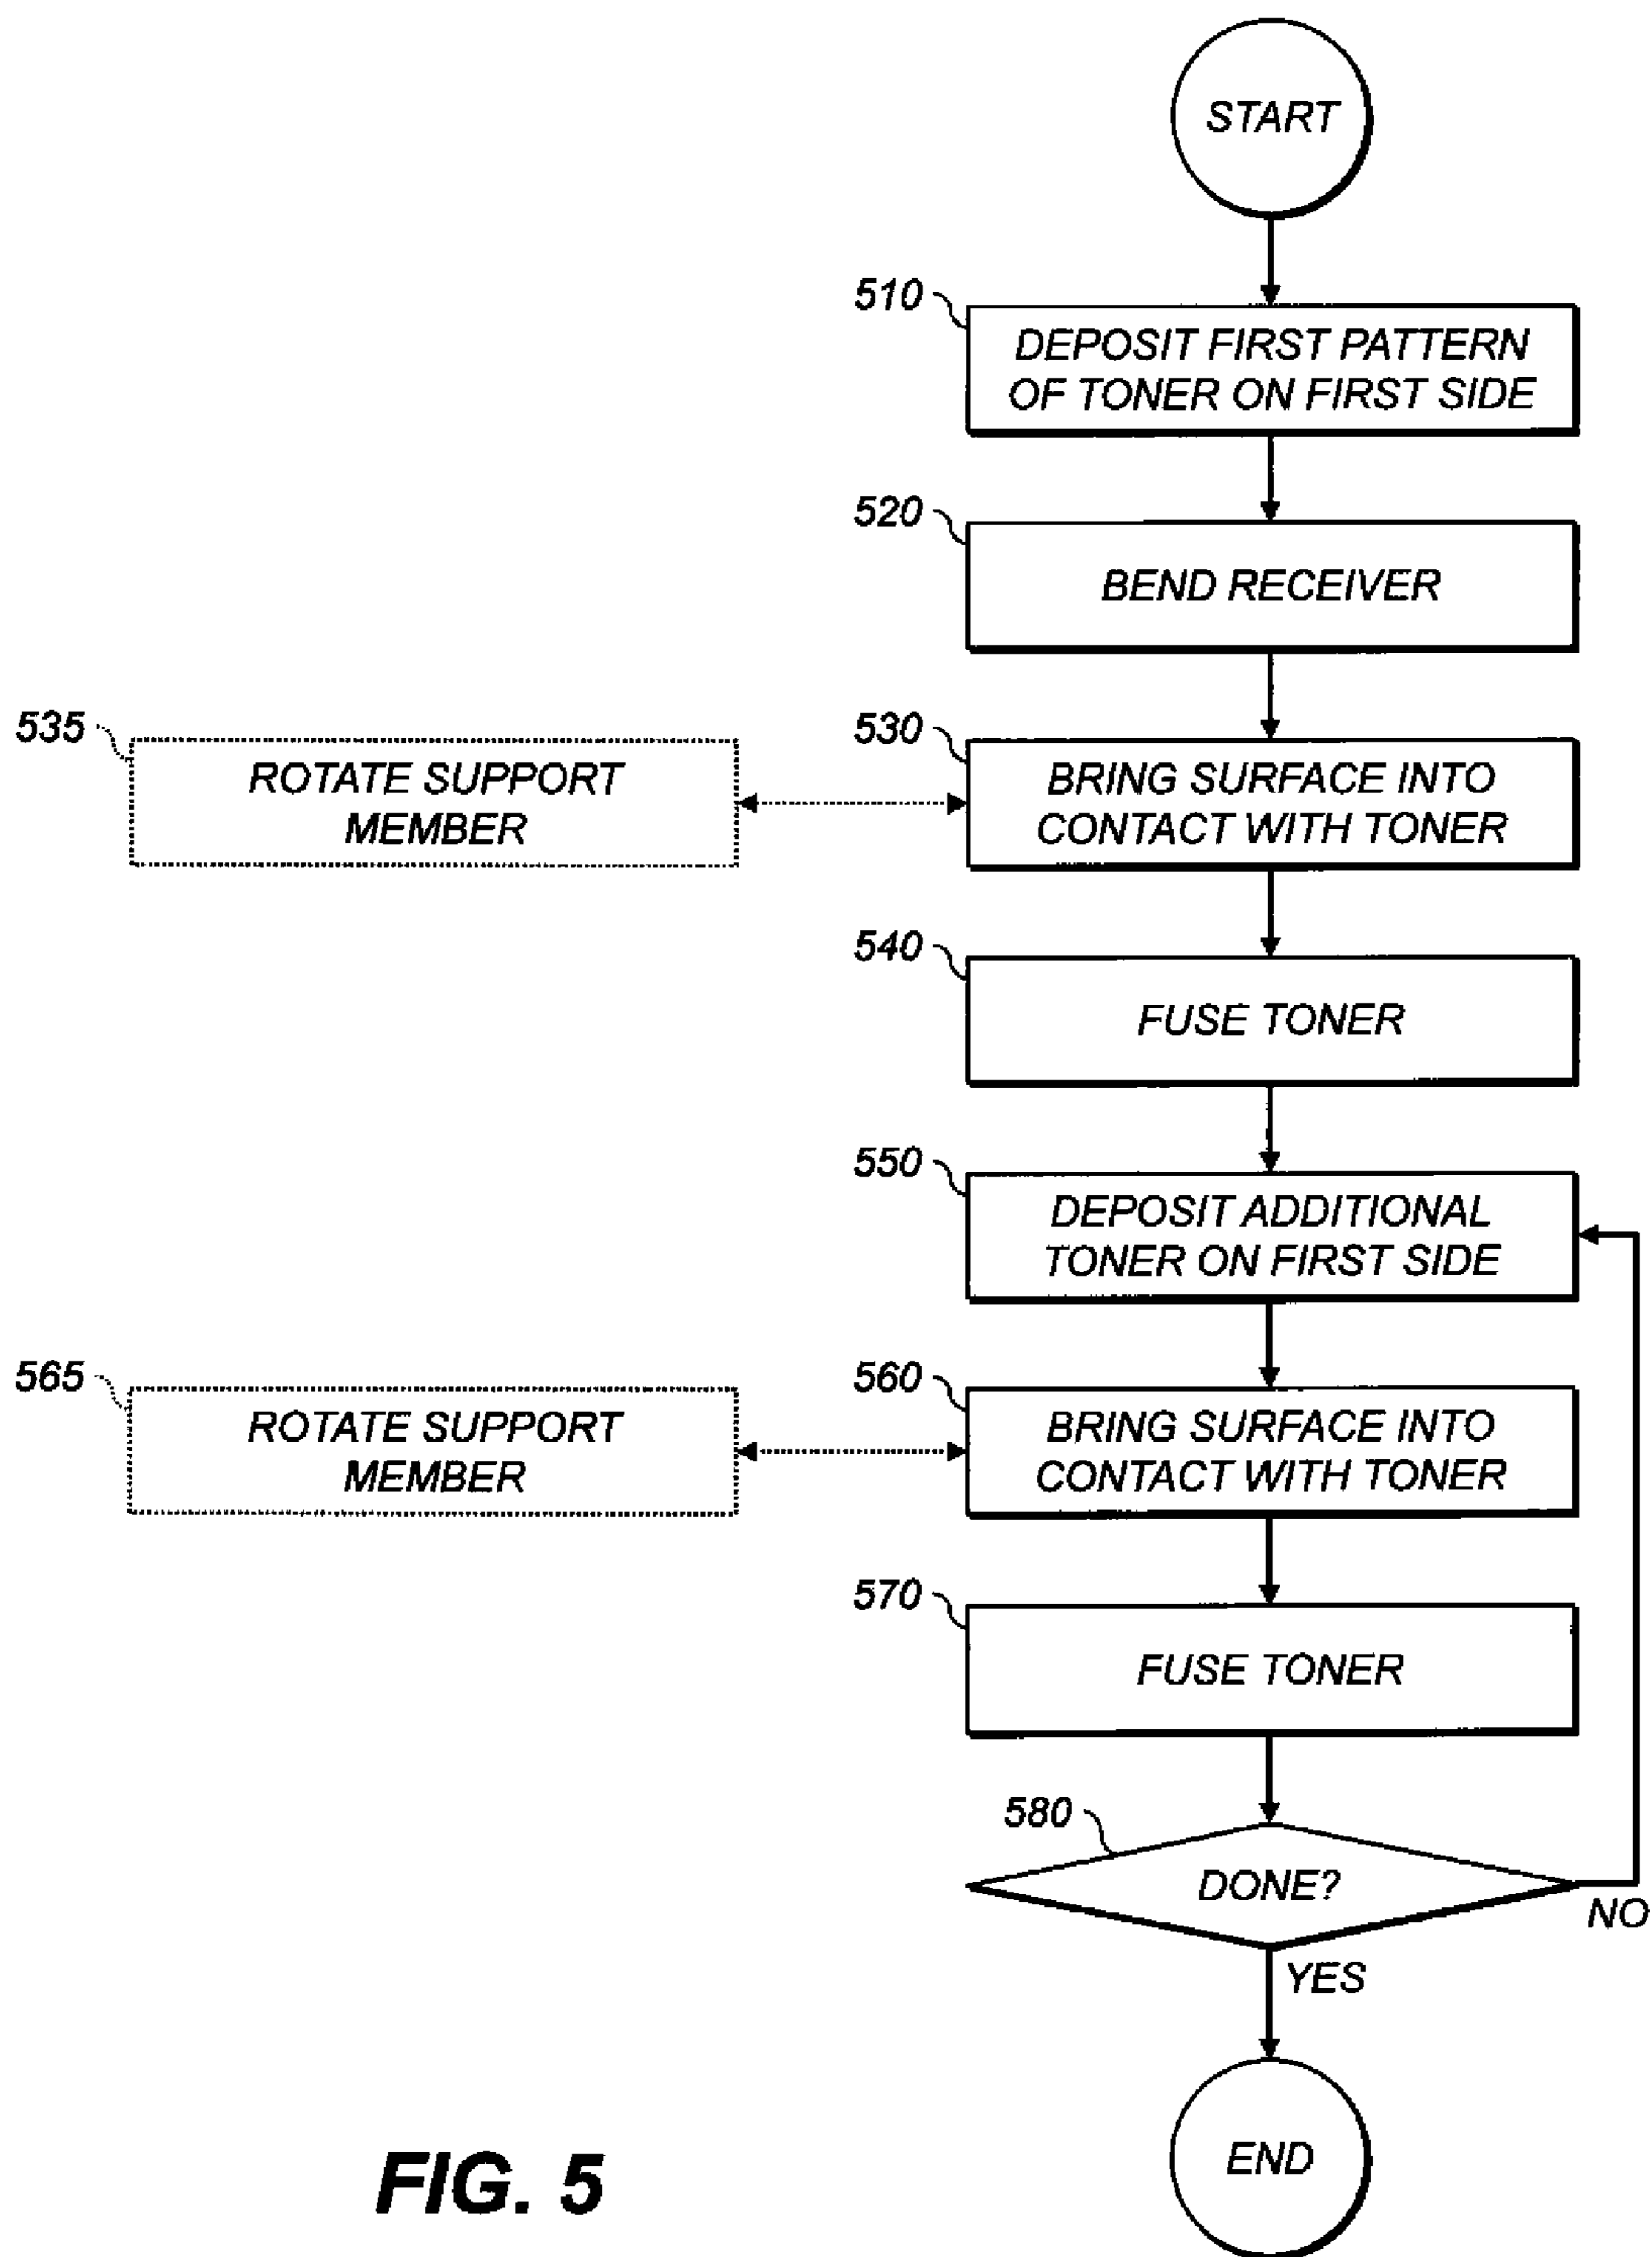 START
510
DEPOSIT FIRST PATTERN
OF TONER ON FIRST SIDE
520
BEND RECEIVER
535
ROTATE SUPPORT
MEMBER
530
BRING SURFACE INTO
CONTACT WITH TONER
540
FUSE TONER
550
DEPOSIT ADDITIONAL
TONER ON FIRST SIDE
565
ROTATE SUPPORT
MEMBER
560
BRING SURFACE INTO
CONTACT WITH TONER
570
FUSE TONER
580
DONE?
NO
YES
END
FIG. 5